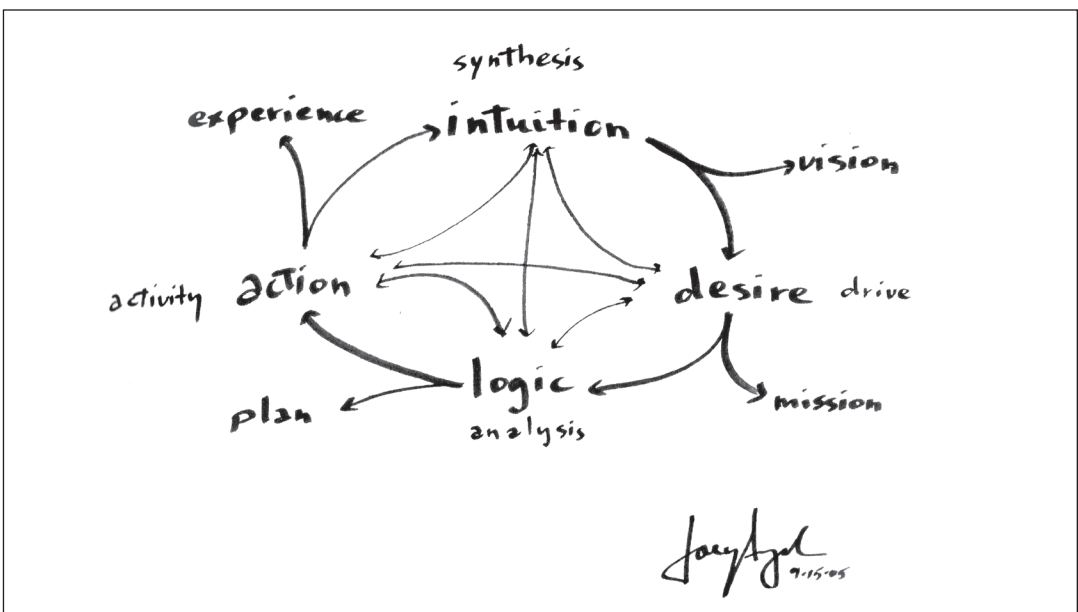 synthesis
experience
intuition
vision
activity action
desire drive
logic
plan
mission
analysis
9-15-05